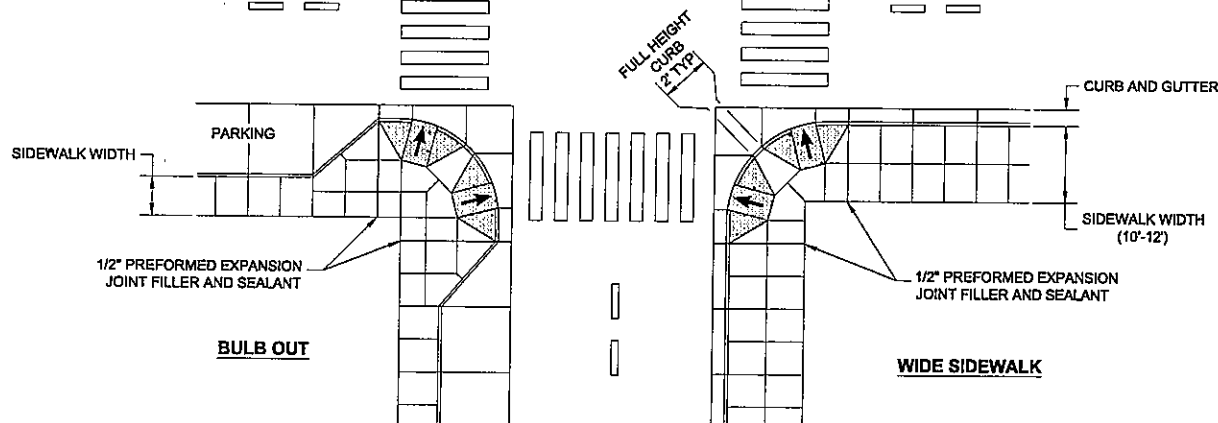 FULL HEIGHT
CURB
2' TYP
CURB AND GUTTER
PARKING
SIDEWALK WIDTH
SIDEWALK WIDTH
(10'-12')
1/2" PREFORMED EXPANSION
JOINT FILLER AND SEALANT
1/2" PREFORMED EXPANSION
JOINT FILLER AND SEALANT
BULB OUT
WIDE SIDEWALK